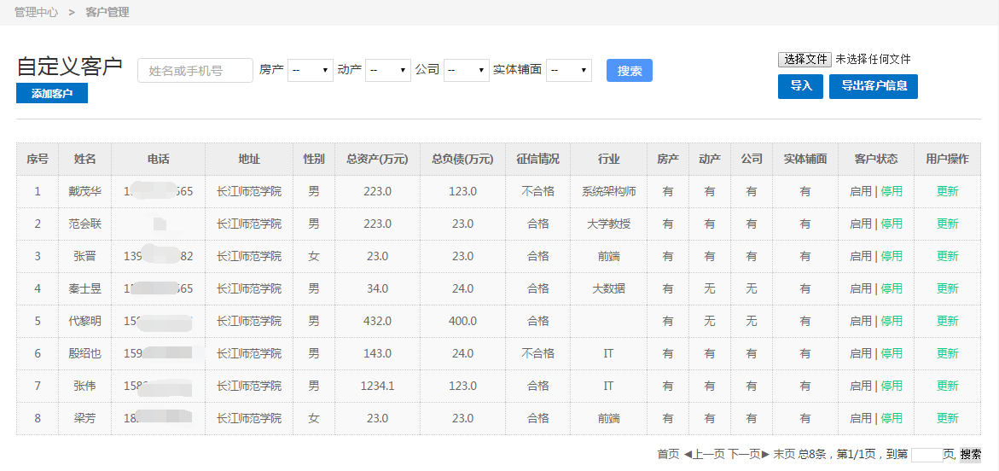 管理中心 > 客户管理
自定义客户 姓名或手机号 房产 -- 动产 -- 公司 -- 实体铺面 -- 搜索 选择文件 未选择任何文件
添加客户 导入 导出客户信息
序号 姓名 电话 地址 性别 总资产(万元) 总负债(万元) 征信情况 行业 房产 动产 公司 实体铺面 客户状态 用户操作
1 戴茂华 长江师范学院 男 223.0 123.0 不合格 系统架构师 有 有 有 有 启用 | 停用 更新
2 范会联 长江师范学院 男 223.0 23.0 合格 大学教授 有 有 有 有 启用 | 停用 更新
3 张晋 139 82 长江师范学院 女 23.0 23.0 合格 前端 有 有 有 有 启用 | 停用 更新
4 秦士昱 长江师范学院 男 34.0 24.0 合格 大数据 有 无 无 有 启用 | 停用 更新
5 代黎明 长江师范学院 男 432.0 400.0 合格 有 无 无 有 启用 | 停用 更新
6 殷绍也 159 长江师范学院 男 143.0 24.0 不合格 IT 有 有 有 有 启用 | 停用 更新
7 张伟 158 长江师范学院 男 1234.1 123.0 合格 IT 有 有 有 有 启用 | 停用 更新
8 梁芳 18 长江师范学院 女 23.0 23.0 合格 前端 有 有 有 有 启用 | 停用 更新
首页 ◀上一页 下一页▶ 末页 总8条，第1/1页，到第 页, 搜索